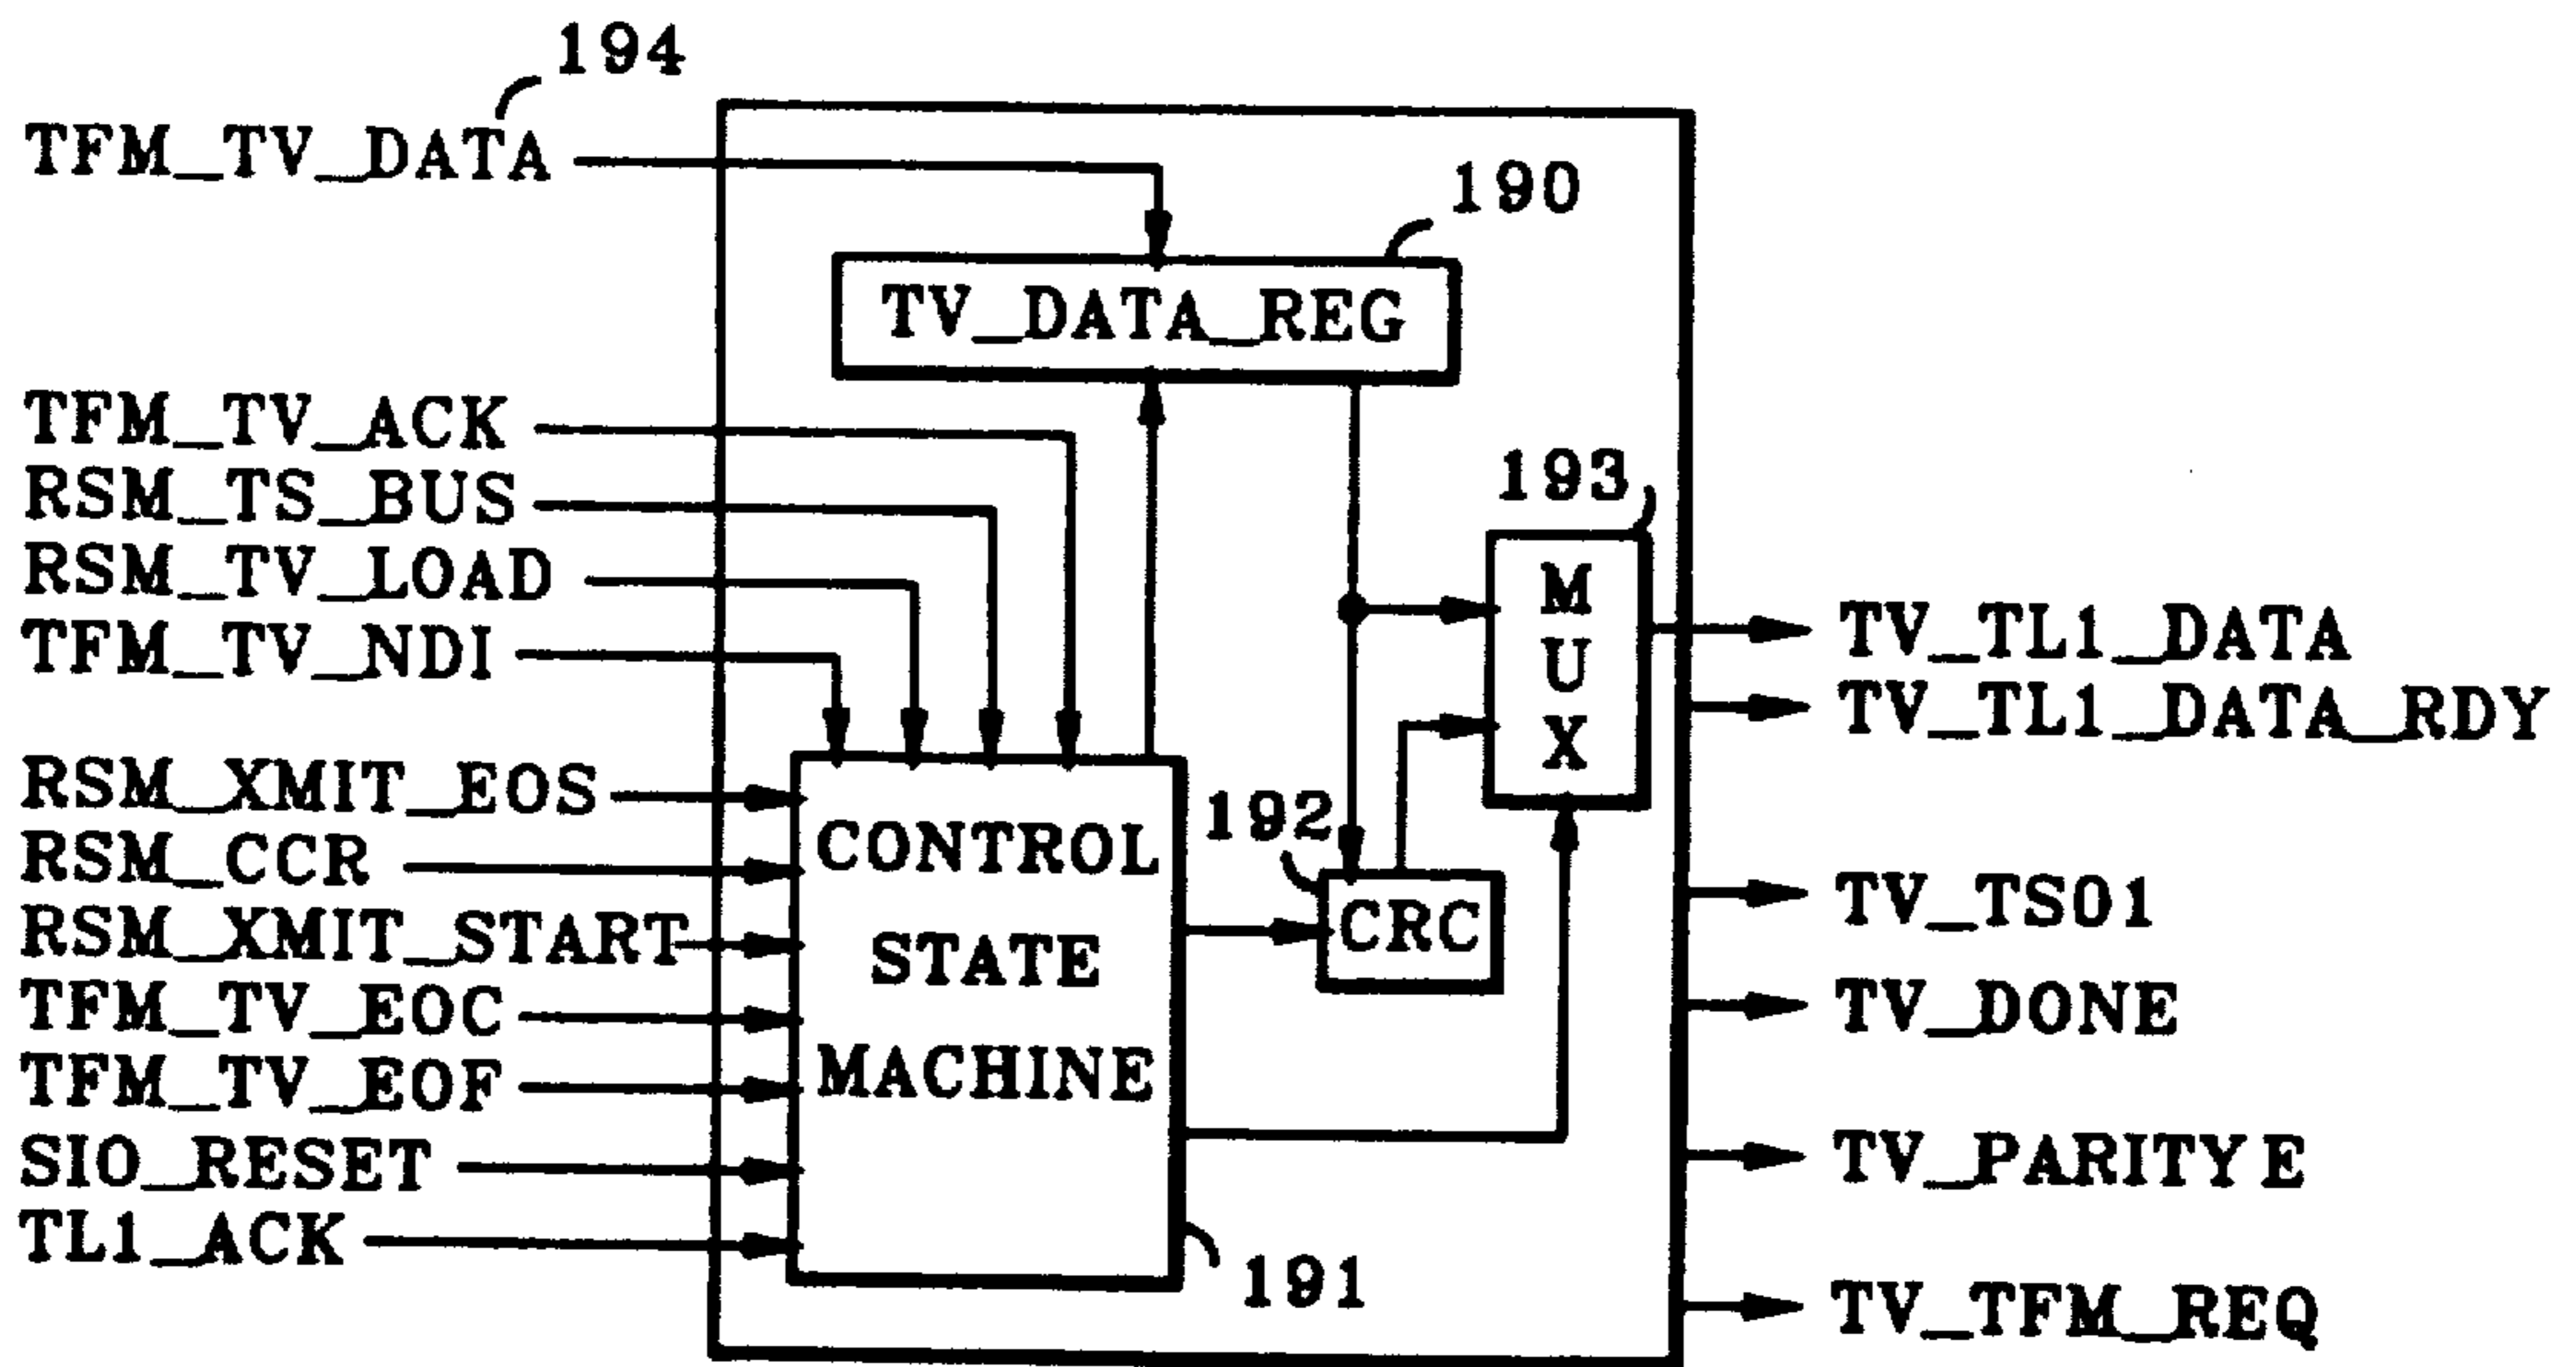 194
TFM_TV_DATA
190
TV_DATA_REG
TFM_TV_ACK
RSM_TS_BUS
RSM_TV_LOAD
TFM_TV_NDI
193
MUX
TV_TL1_DATA
TV_TL1_DATA_RDY
RSM_XMIT_EOS
RSM_CCR
RSM_XMIT_START
TFM_TV_EOC
TFM_TV_EOF
SIO_RESET
TL1_ACK
CONTROL
STATE
MACHINE
191
192
CRC
TV_TS01
TV_DONE
TV_PARITY E
TV_TFM_REQ